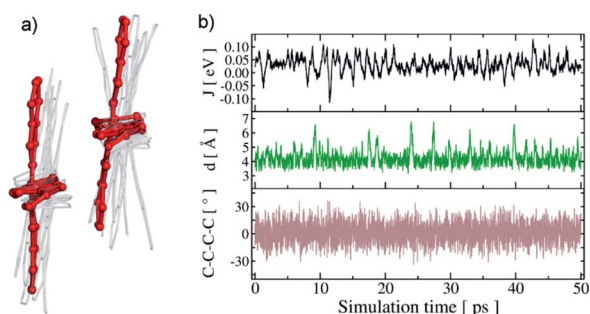 a)
b)
J [ eV ]
0.10
0.05
0.00
-0.05
-0.10
d [ Å ]
7
6
5
4
3
C-C-C-C [ ° ]
30
0
-30
0 10 20 30 40 50
Simulation time [ ps ]